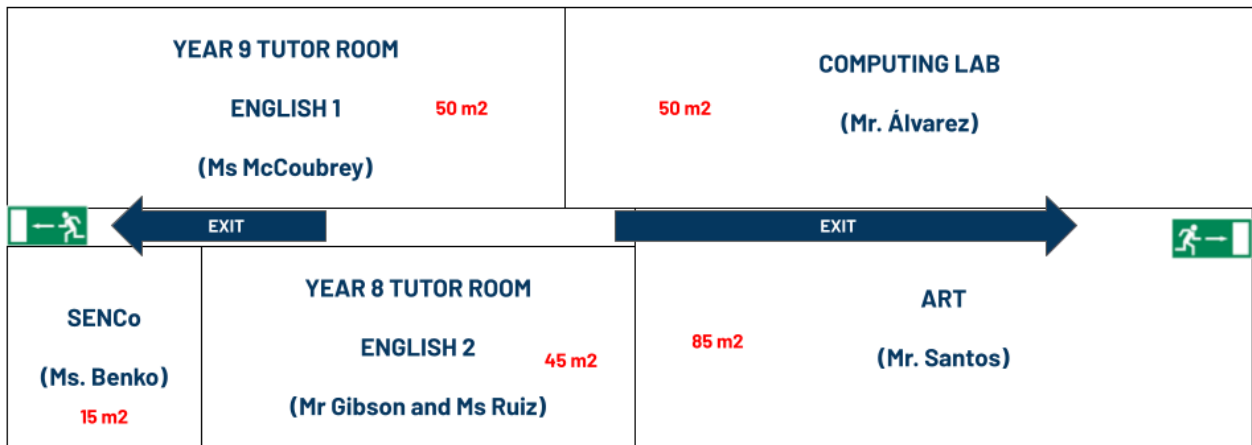 YEAR 9 TUTOR ROOM
ENGLISH 1
50 m2
(Ms McCoubrey)
COMPUTING LAB
50 m2
(Mr. Álvarez)
EXIT
EXIT
SENCo
(Ms. Benko)
15 m2
YEAR 8 TUTOR ROOM
ENGLISH 2
45 m2
(Mr Gibson and Ms Ruiz)
ART
85 m2
(Mr. Santos)